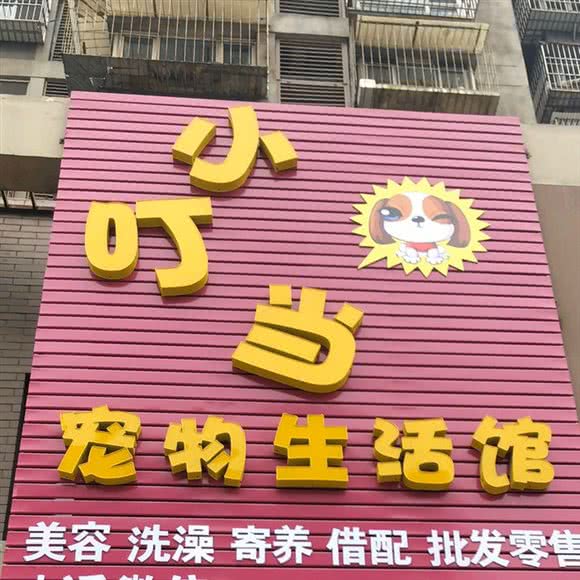 小
叮
当
宠物生活馆
美容 洗澡 寄养 借配 批发零售